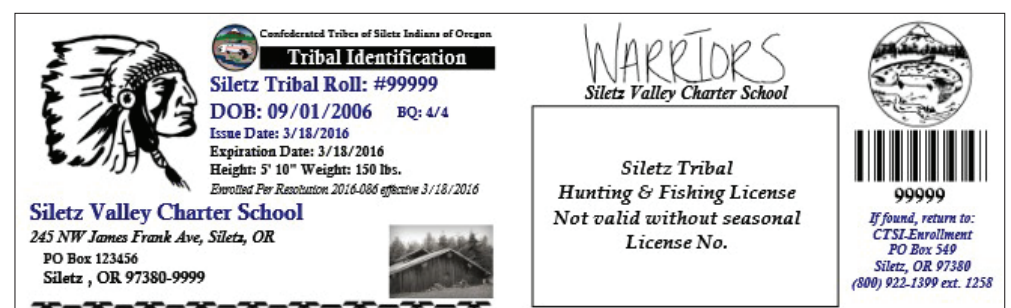 Confederated Tribes of Siletz Indians of Oregon
Tribal Identification
Siletz Tribal Roll: #99999
DOB: 09/01/2006 BQ: 4/4
Issue Date: 3/18/2016
Expiration Date: 3/18/2016
Height: 5' 10" Weight: 150 lbs.
Enrolled Per Resolution 2016-086 effective 3/18/2016
Siletz Valley Charter School
245 NW James Frank Ave, Siletz, OR
PO Box 123456
Siletz , OR 97380-9999
WARRIORS
Siletz Valley Charter School
Siletz Tribal
Hunting & Fishing License
Not valid without seasonal
License No.
99999
If found, return to:
CTSI-Enrollment
PO Box 549
Siletz, OR 97380
(800) 922-1399 ext. 1258